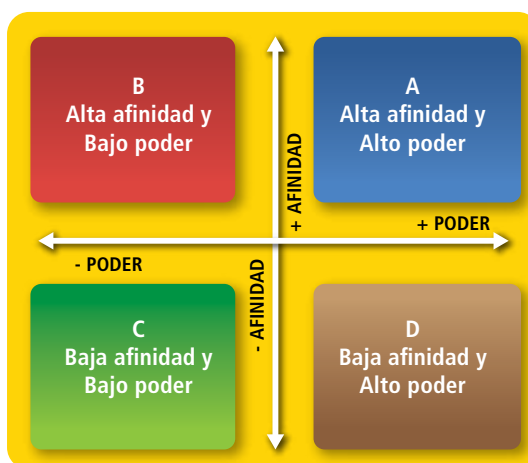 B
Alta afinidad y
Bajo poder
A
Alta afinidad y
Alto poder
+ AFINIDAD
+ PODER
- PODER
- AFINIDAD
C
Baja afinidad y
Bajo poder
D
Baja afinidad y
Alto poder